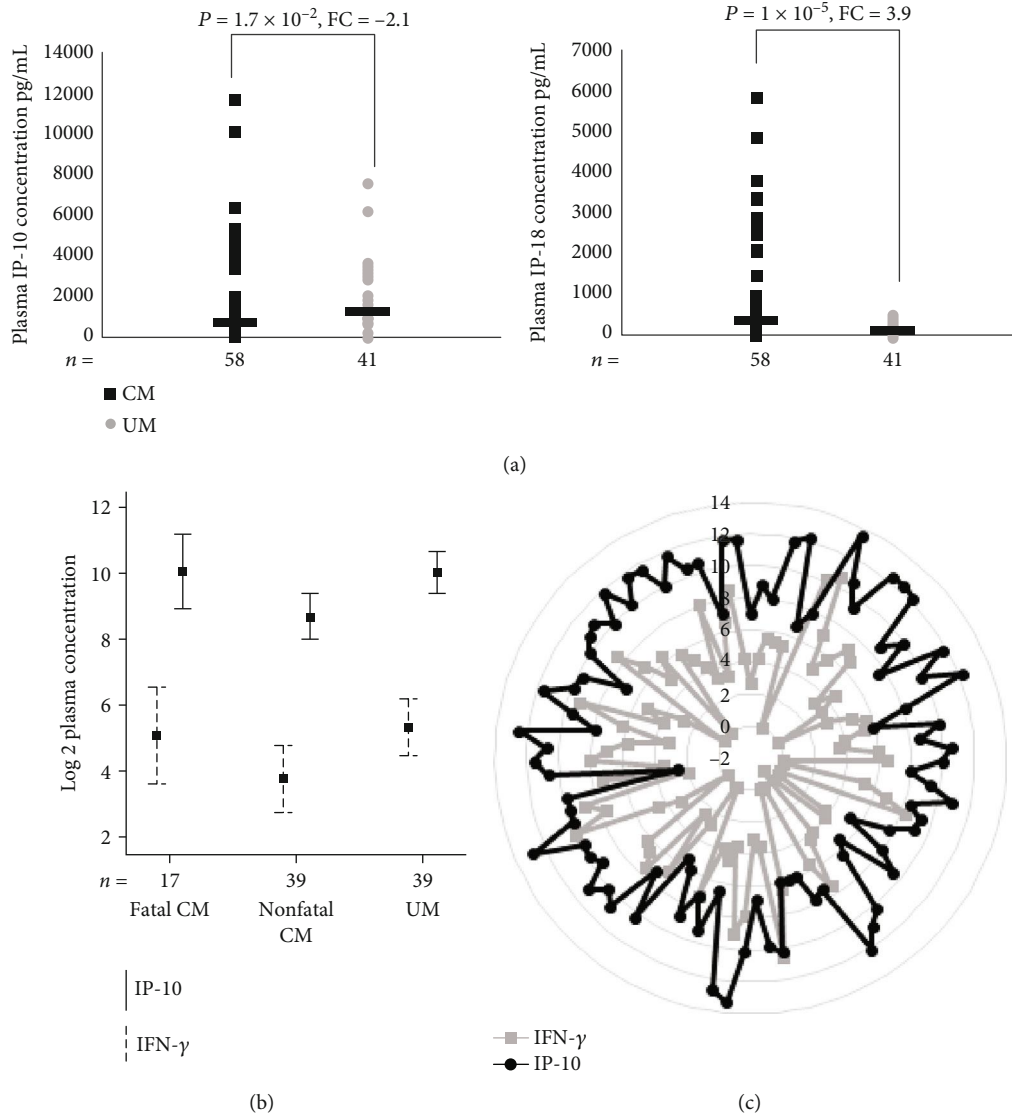 P = 1.7 × 10⁻², FC = –2.1
Plasma IP-10 concentration pg/mL
14000
12000
10000
8000
6000
4000
2000
0
n =
58
41
CM
UM
P = 1 × 10⁻⁵, FC 3.9
Plasma IP-18 concentration pg/mL
7000
6000
5000
4000
3000
2000
1000
0
n =
58
41
(a)
Log 2 plasma concentration
12
10
8
6
4
2
n =
17
39
39
Fatal CM
Nonfatal
CM
UM
IP-10
IFN-γ
(b)
14
12
10
8
6
4
2
0
–2
IFN-γ
IP-10
(c)